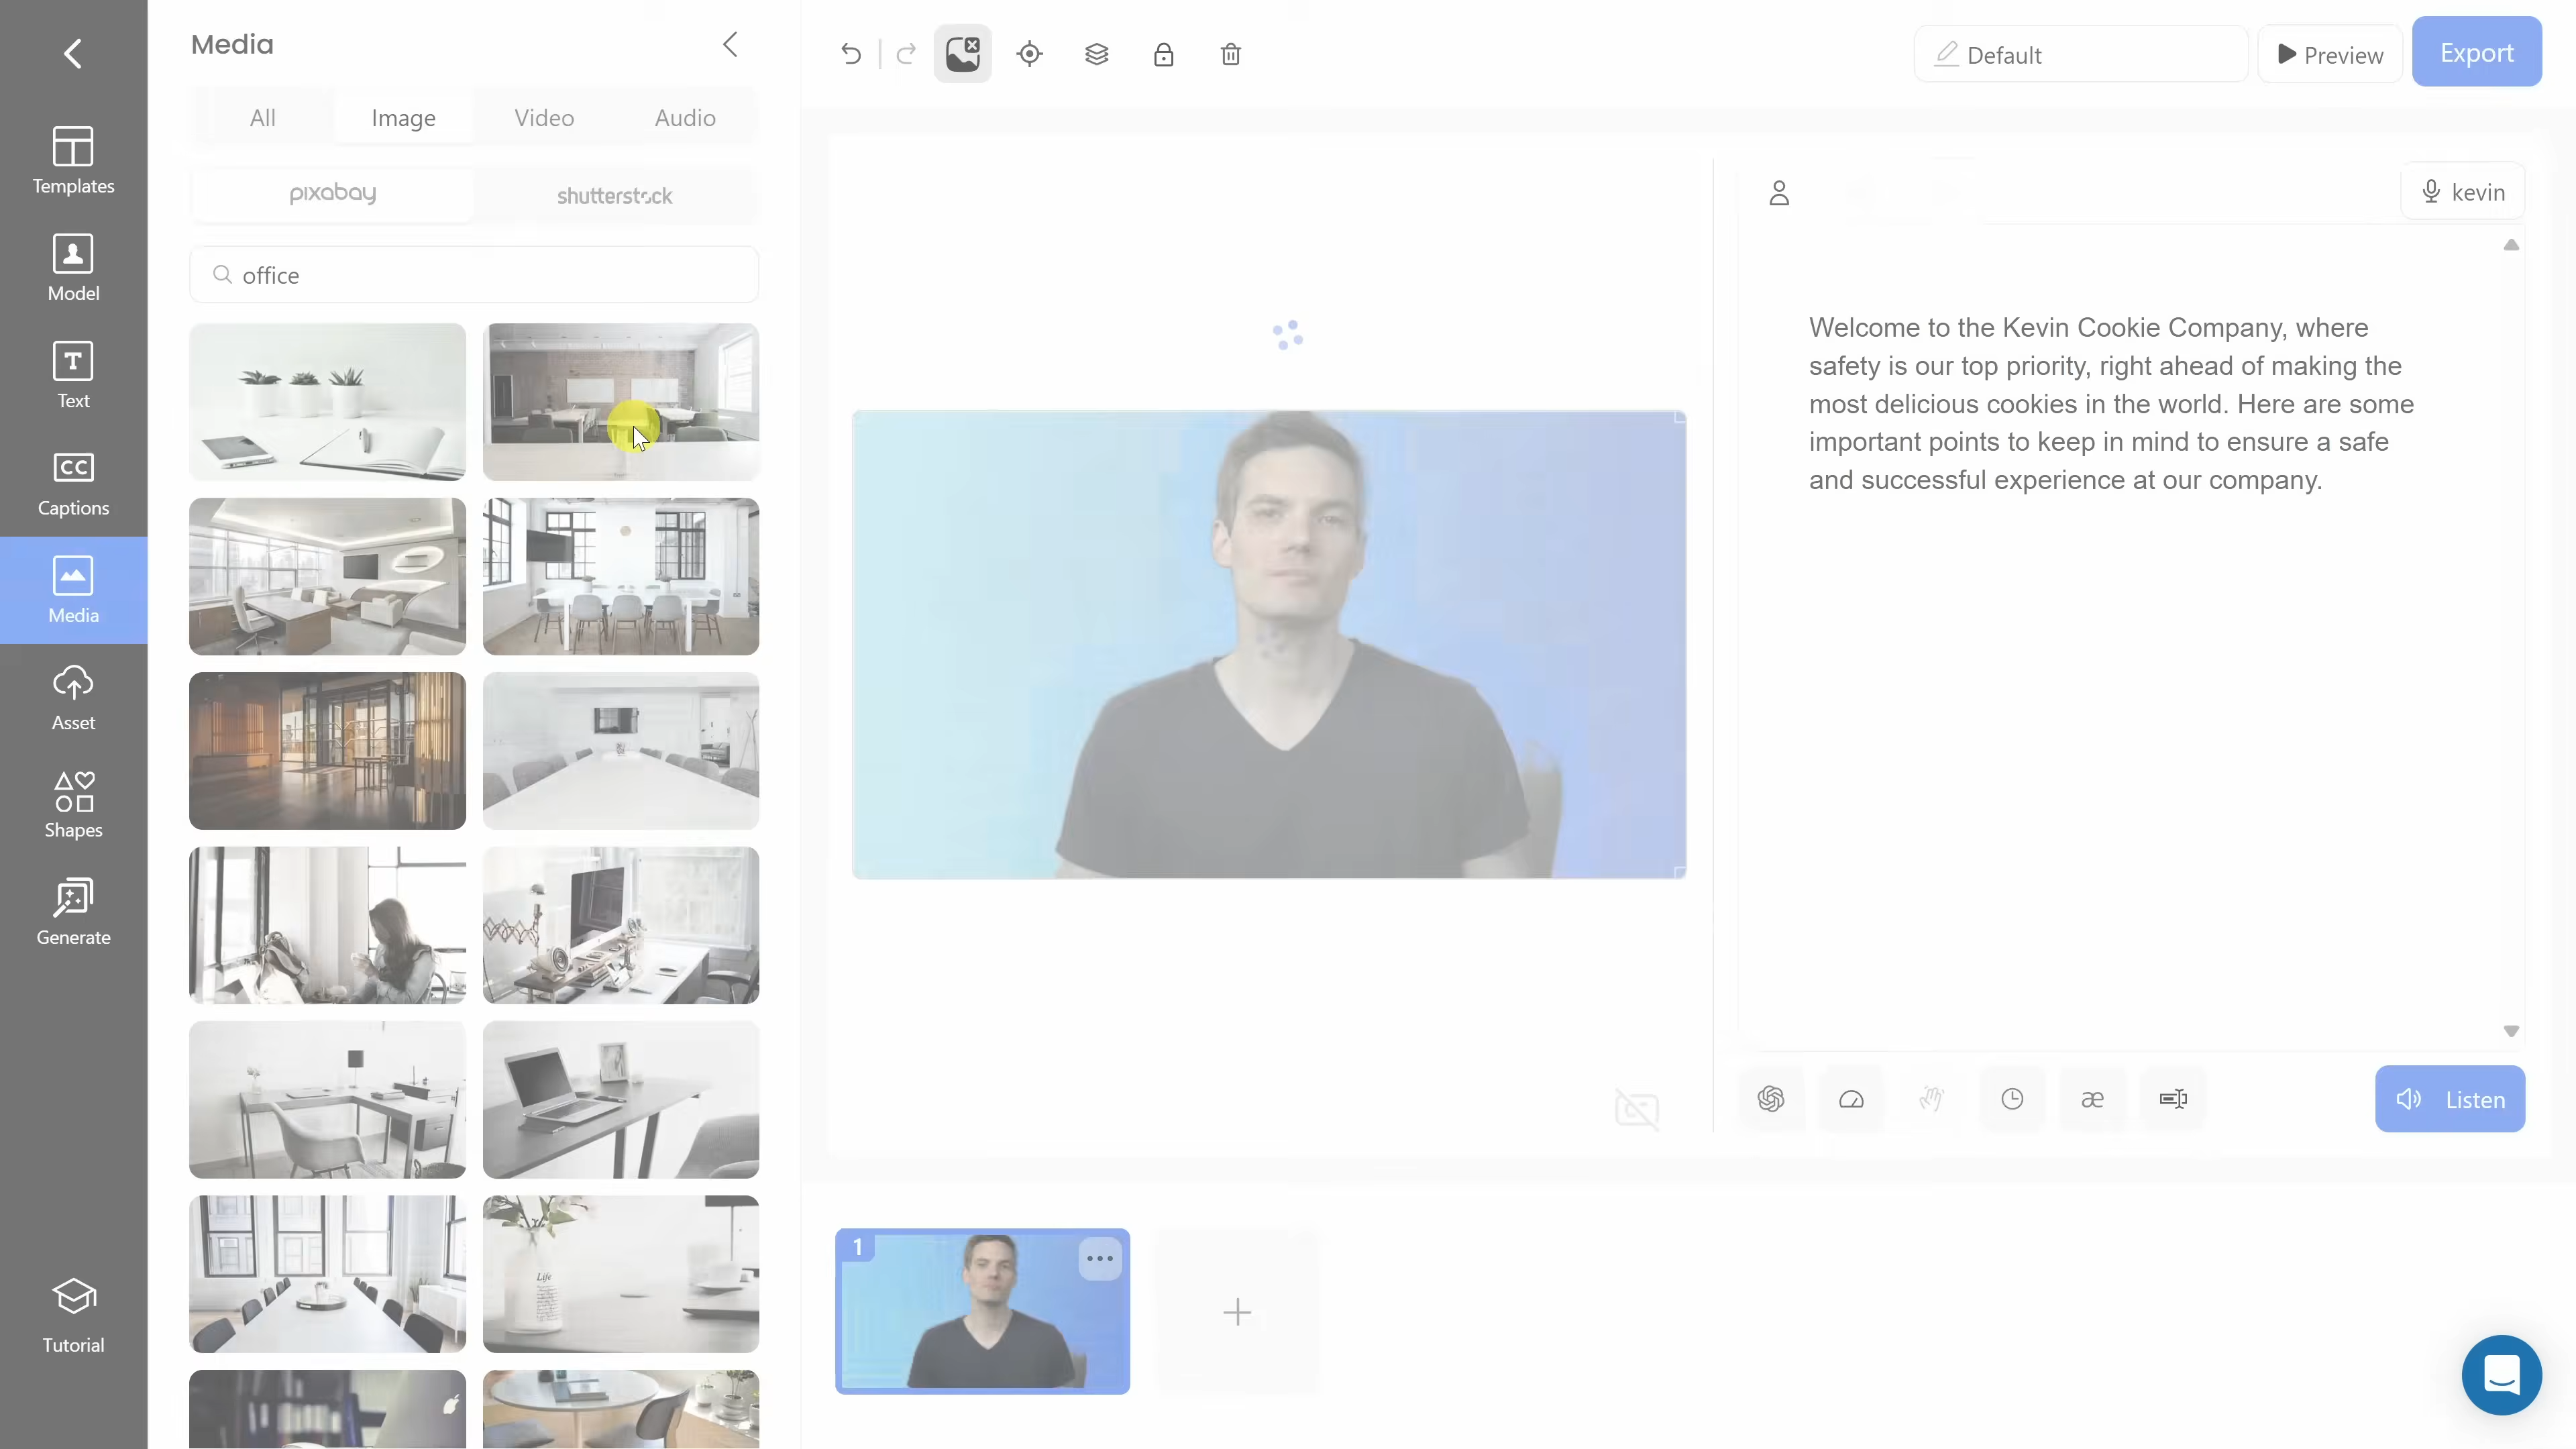 Media
Default
Preview
Export
All
Image
Video
Audio
pixabay
shutterstock
office
Templates
Model
Text
CC
Captions
Media
Asset
Shapes
Generate
Tutorial
kevin
Welcome to the Kevin Cookie Company, where
safety is our top priority, right ahead of making the
most delicious cookies in the world. Here are some
important points to keep in mind to ensure a safe
and successful experience at our company.
æ
Listen
1
Life